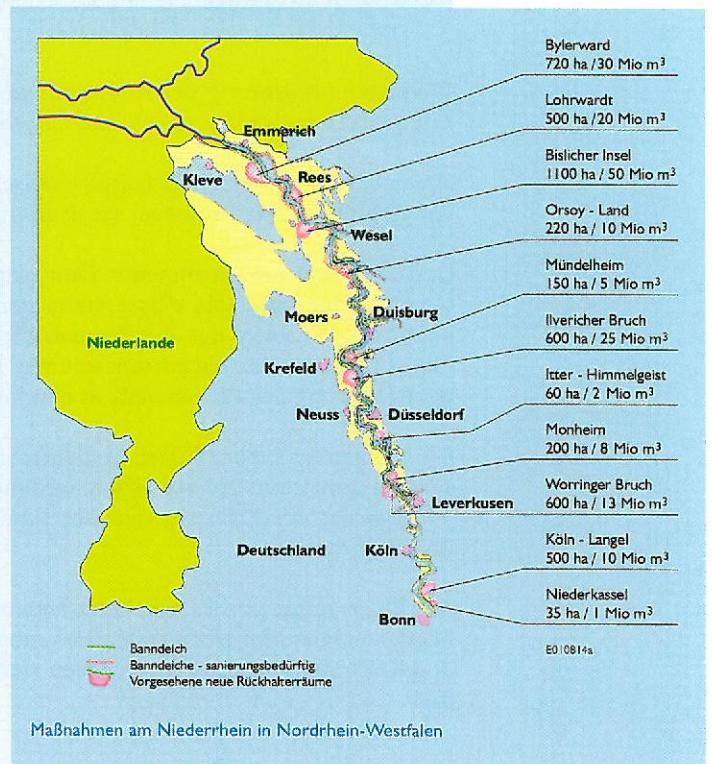 Bylerward
720 ha / 30 Mio m³
Lohrwardt
500 ha / 20 Mio m³
Bislicher Insel
1100 ha / 50 Mio m³
Orsoy - Land
220 ha / 10 Mio m³
Mündelheim
150 ha / 5 Mio m³
Ilvericher Bruch
600 ha / 25 Mio m³
Itter - Himmelgeist
60 ha / 2 Mio m³
Monheim
200 ha / 8 Mio m³
Worringer Bruch
600 ha / 13 Mio m³
Köln - Langel
500 ha / 10 Mio m³
Niederkassel
35 ha / 1 Mio m³
E010814a
Emmerich
Kleve
Rees
Wesel
Moers
Duisburg
Niederlande
Krefeld
Neuss
Düsseldorf
Leverkusen
Deutschland
Köln
Bonn
Banndeich
Banndeiche - sanierungsbedürftig
Vorgesehene neue Rückhalterräume
Maßnahmen am Niederrhein in Nordrhein-Westfalen